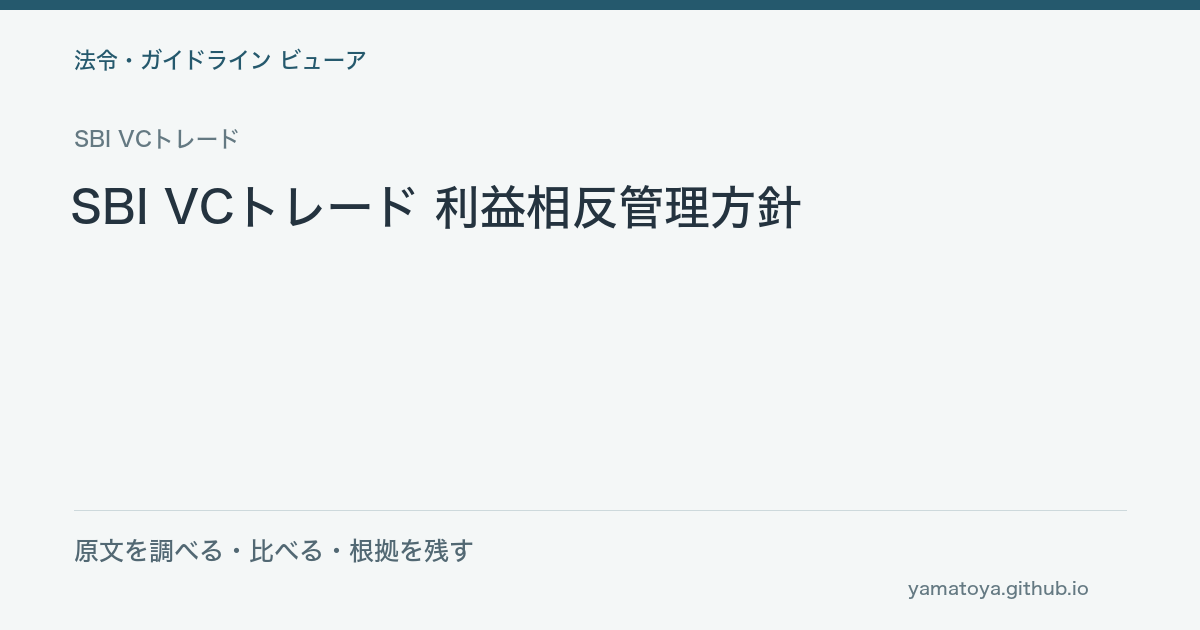 法令・ガイドライン ビューア
SBI VCトレード
SBI VCトレード 利益相反管理方針
原文を調べる・比べる・根拠を残す
yamatoya.github.io